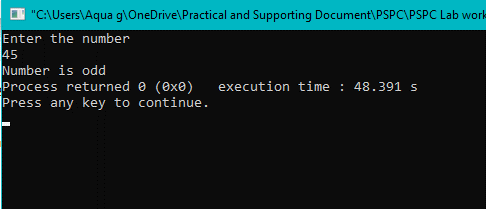 "C:\Users\Aqua g\OneDrive\Practical and Supporting Document\PSPC\PSPC Lab work
Enter the number
45
Number is odd
Process returned 0 (0x0)   execution time : 48.391 s
Press any key to continue.